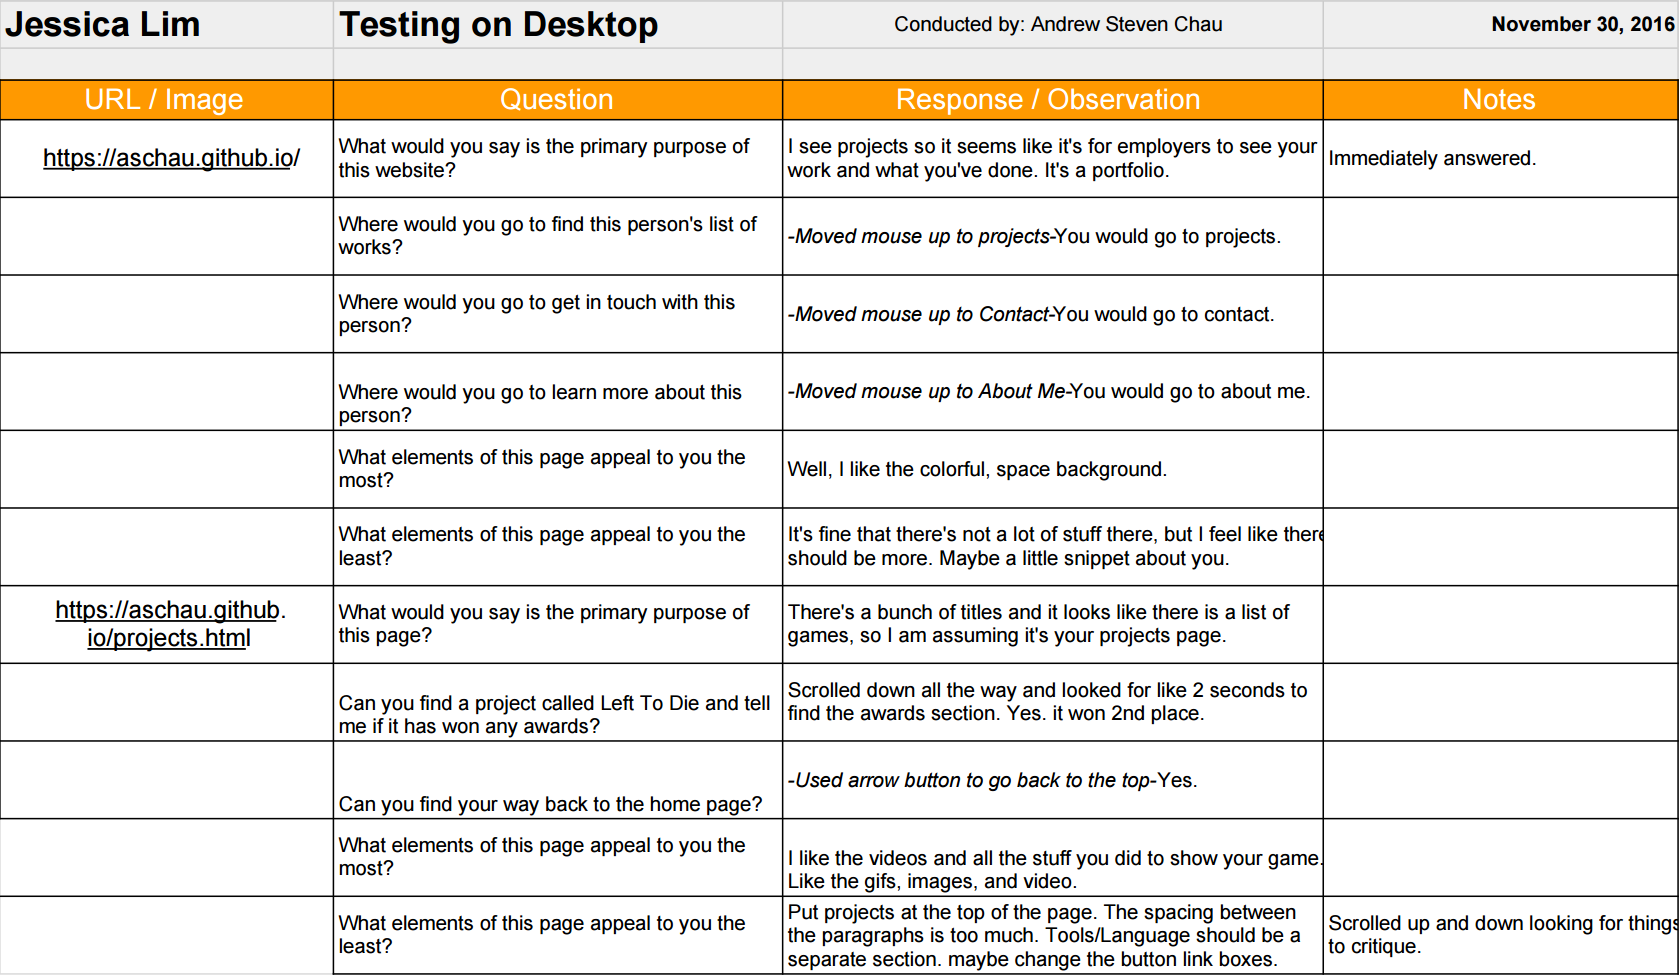 Jessica Lim Testing on Desktop Conducted by: Andrew Steven Chau November 30, 2016
URL / Image Question Response / Observation Notes
https://aschau.github.io/
What would you say is the primary purpose of
this website?
I see projects so it seems like it's for employers to see your
work and what you've done. It's a portfolio.
Immediately answered.
Where would you go to find this person's list of
works?
-Moved mouse up to projects-You would go to projects.
Where would you go to get in touch with this
person?
-Moved mouse up to Contact-You would go to contact.
Where would you go to learn more about this
person?
-Moved mouse up to About Me-You would go to about me.
What elements of this page appeal to you the
most?
Well, I like the colorful, space background.
What elements of this page appeal to you the
least?
It's fine that there's not a lot of stuff there, but I feel like there
should be more. Maybe a little snippet about you.
https://aschau.github.
io/projects.html
What would you say is the primary purpose of
this page?
There's a bunch of titles and it looks like there is a list of
games, so I am assuming it's your projects page.
Can you find a project called Left To Die and tell
me if it has won any awards?
Scrolled down all the way and looked for like 2 seconds to
find the awards section. Yes. it won 2nd place.
Can you find your way back to the home page?
-Used arrow button to go back to the top-Yes.
What elements of this page appeal to you the
most?
I like the videos and all the stuff you did to show your game.
Like the gifs, images, and video.
What elements of this page appeal to you the
least?
Put projects at the top of the page. The spacing between
the paragraphs is too much. Tools/Language should be a
separate section. maybe change the button link boxes.
Scrolled up and down looking for things
to critique.